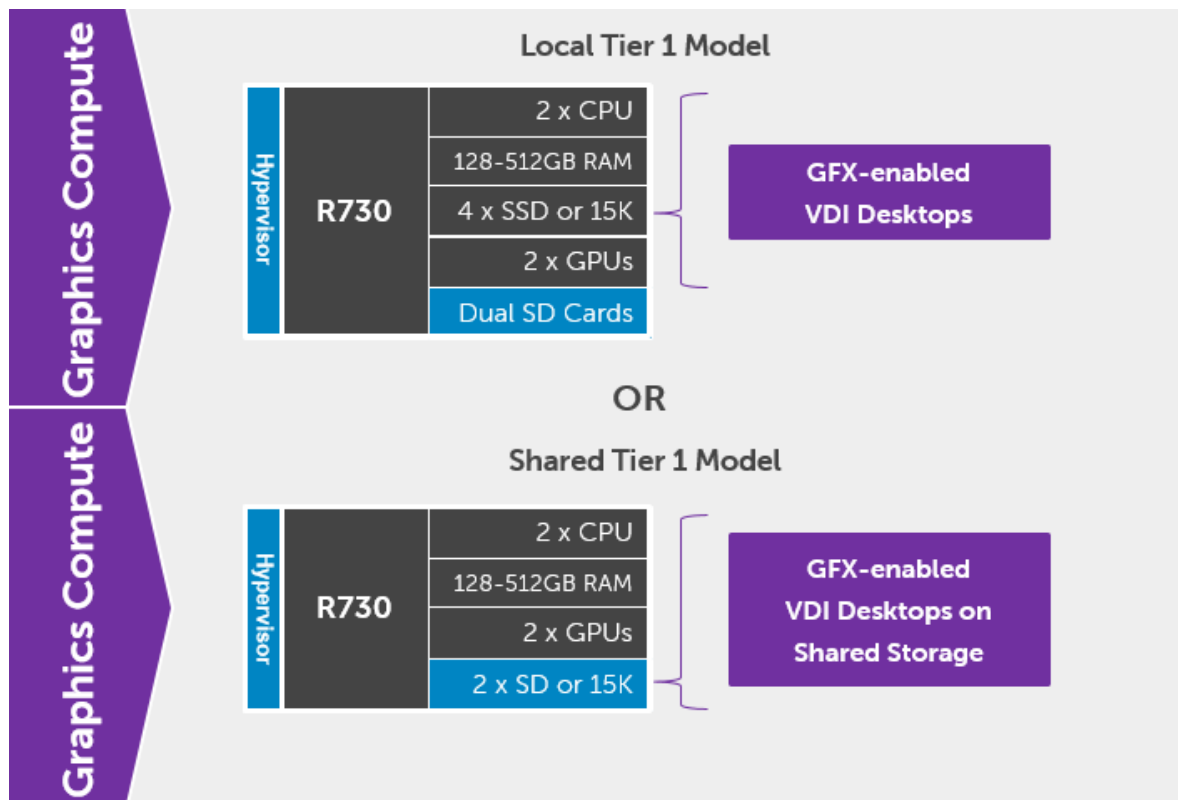 Graphics Compute
Local Tier 1 Model
Hypervisor
R730
2 x CPU
128-512GB RAM
4 x SSD or 15K
2 x GPUs
Dual SD Cards
GFX-enabled
VDI Desktops
OR
Graphics Compute
Shared Tier 1 Model
Hypervisor
R730
2 x CPU
128-512GB RAM
2 x GPUs
2 x SD or 15K
GFX-enabled
VDI Desktops on
Shared Storage